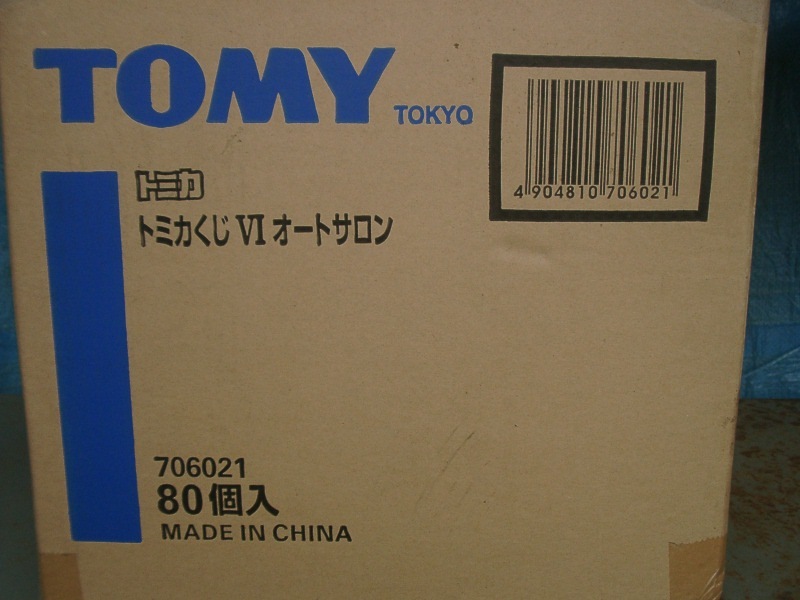 TOMY TOKYO
4 904810 706021
トミカ
トミカくじ VI オートサロン
706021
80個入
MADE IN CHINA